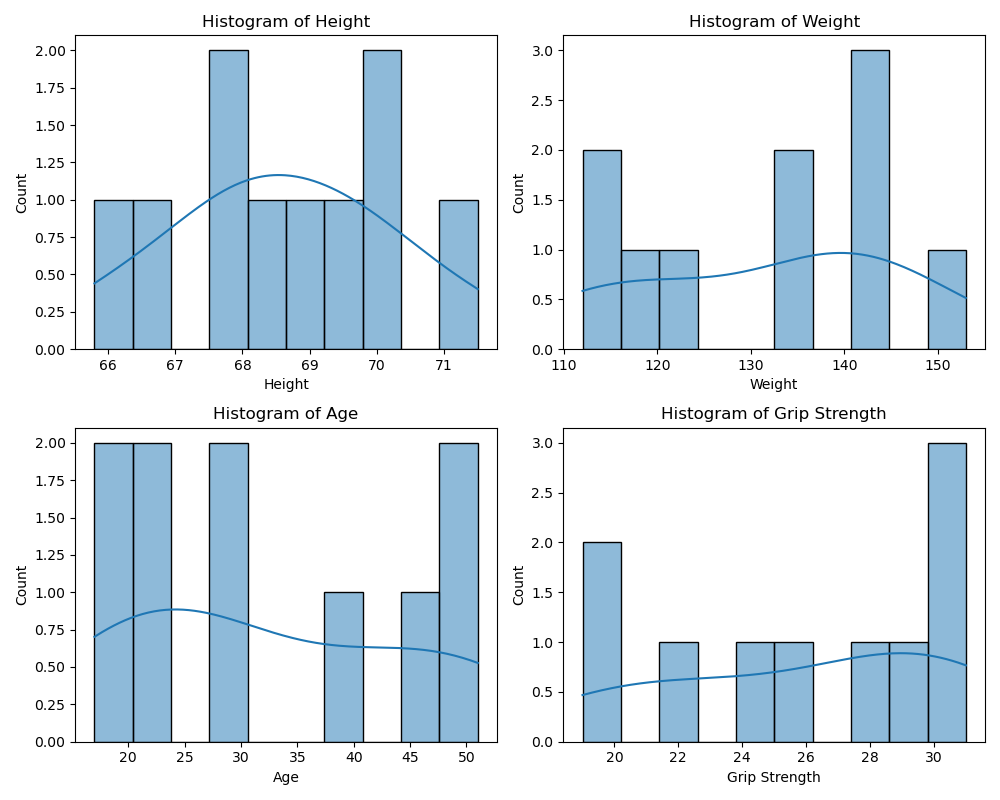 Histogram of Height
2.00
1.75
1.50
1.25
1.00
0.75
0.50
0.25
0.00
Count
66 67 68 69 70 71
Height
Histogram of Weight
3.0
2.5
2.0
1.5
1.0
0.5
0.0
Count
110 120 130 140 150
Weight
Histogram of Age
2.00
1.75
1.50
1.25
1.00
0.75
0.50
0.25
0.00
Count
20 25 30 35 40 45 50
Age
Histogram of Grip Strength
3.0
2.5
2.0
1.5
1.0
0.5
0.0
Count
20 22 24 26 28 30
Grip Strength